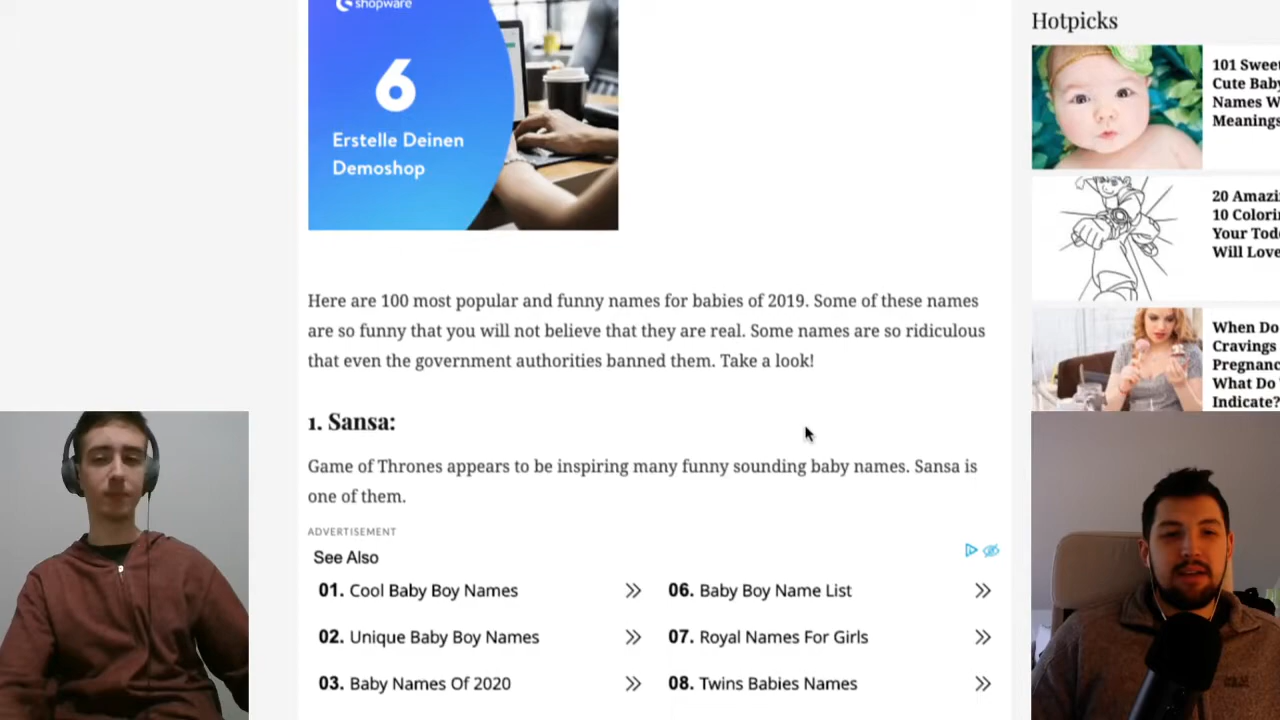 shopware
6
Erstelle Deinen
Demoshop
Here are 100 most popular and funny names for babies of 2019. Some of these names
are so funny that you will not believe that they are real. Some names are so ridiculous
that even the government authorities banned them. Take a look!
1. Sansa:
Game of Thrones appears to be inspiring many funny sounding baby names. Sansa is
one of them.
ADVERTISEMENT
See Also
01. Cool Baby Boy Names
02. Unique Baby Boy Names
03. Baby Names Of 2020
06. Baby Boy Name List
07. Royal Names For Girls
08. Twins Babies Names
Hotpicks
101 Sweet
Cute Baby
Names W
Meanings
20 Amazi
10 Colori
Your Tod
Will Love
When Do
Cravings
Pregnanc
What Do
Indicate?